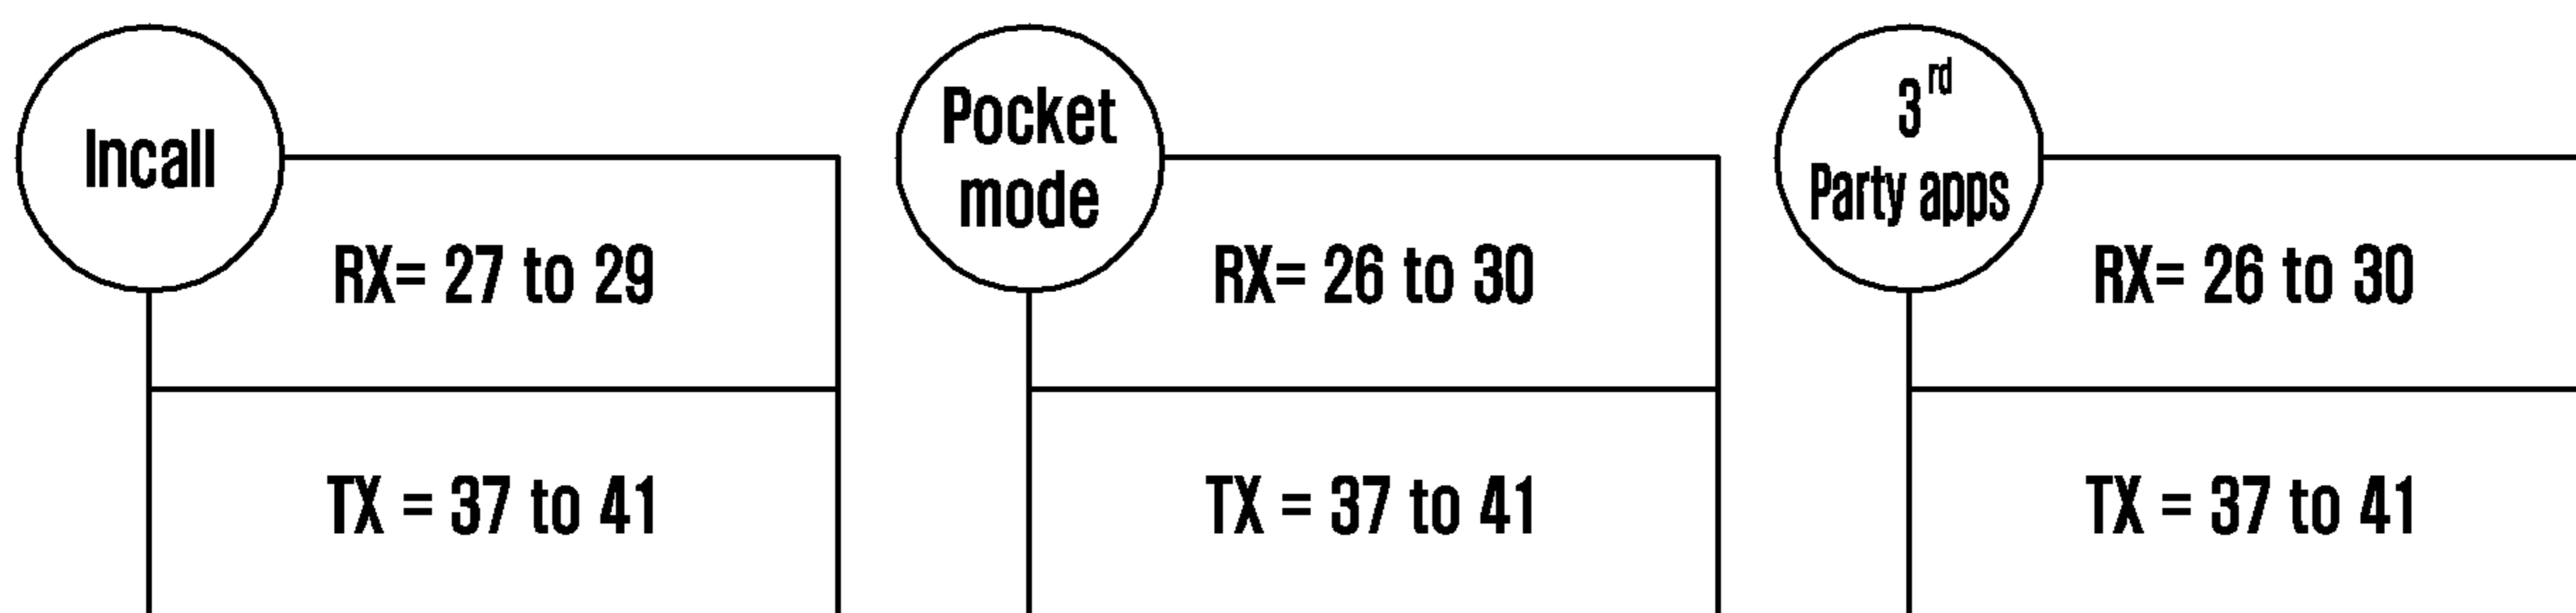 Incall
RX= 27 to 29
TX = 37 to 41
Pocket
mode
RX= 26 to 30
TX = 37 to 41
3rd
Party apps
RX= 26 to 30
TX = 37 to 41